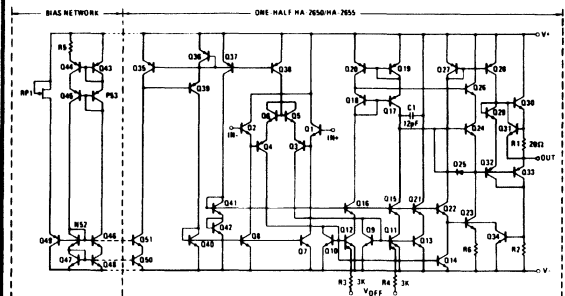 BIAS NETWORK
ONE-HALF HA-2650/HA-2655
V+
R5
Q44 Q43
Q35
Q36
Q37
Q38
Q20 Q19
Q27 Q28
RP1
Q45 P53
Q39
Q26
Q6 Q5
Q18 Q17
Q29
Q30
C1
12pF
Q2
Q1
IN-
IN+
Q4 Q3
Q24
Q31
R1 20Ω
OUT
Q25
Q32
Q33
Q41
Q16
Q15 Q21 Q22
N52
Q42
Q23
Q49 Q46 Q51
Q40 Q8 Q7
Q12 Q9 Q11
Q10 Q13
Q34
R6
R2
Q47 Q48 Q50
Q14
V-
R3 3K
R4 3K
VOFF